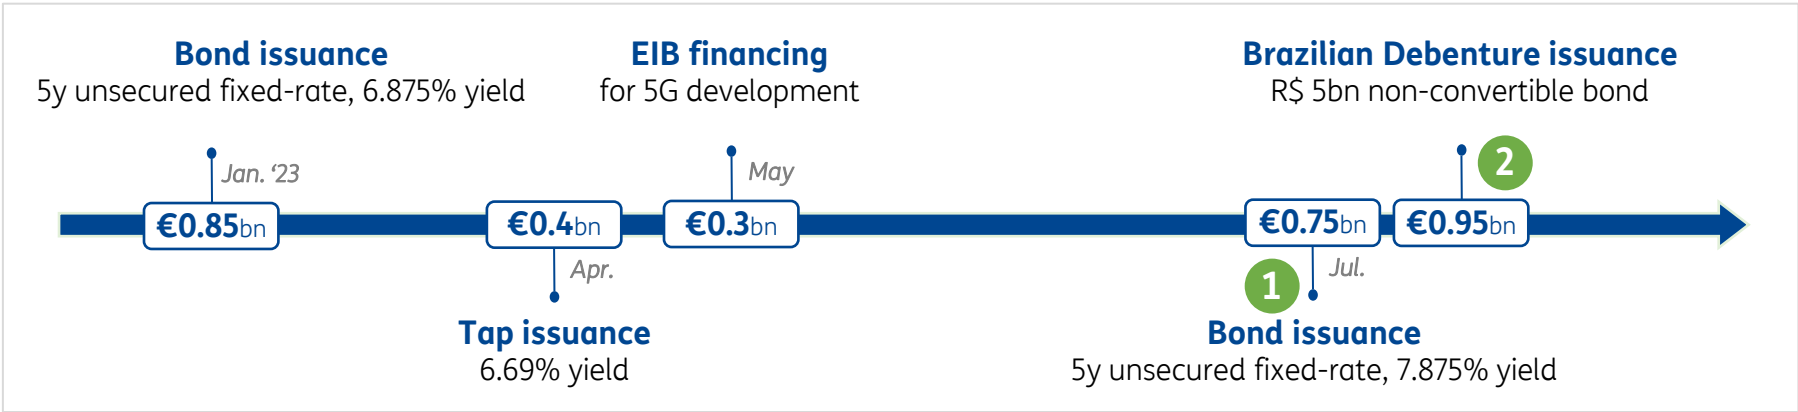 Bond issuance
5y unsecured fixed-rate, 6.875% yield
EIB financing
for 5G development
Brazilian Debenture issuance
R$ 5bn non-convertible bond
2
Jan. ‘23
May
€0.85bn
€0.4bn
€0.3bn
€0.75bn
€0.95bn
Apr.
1
Jul.
Tap issuance
6.69% yield
Bond issuance
5y unsecured fixed-rate, 7.875% yield